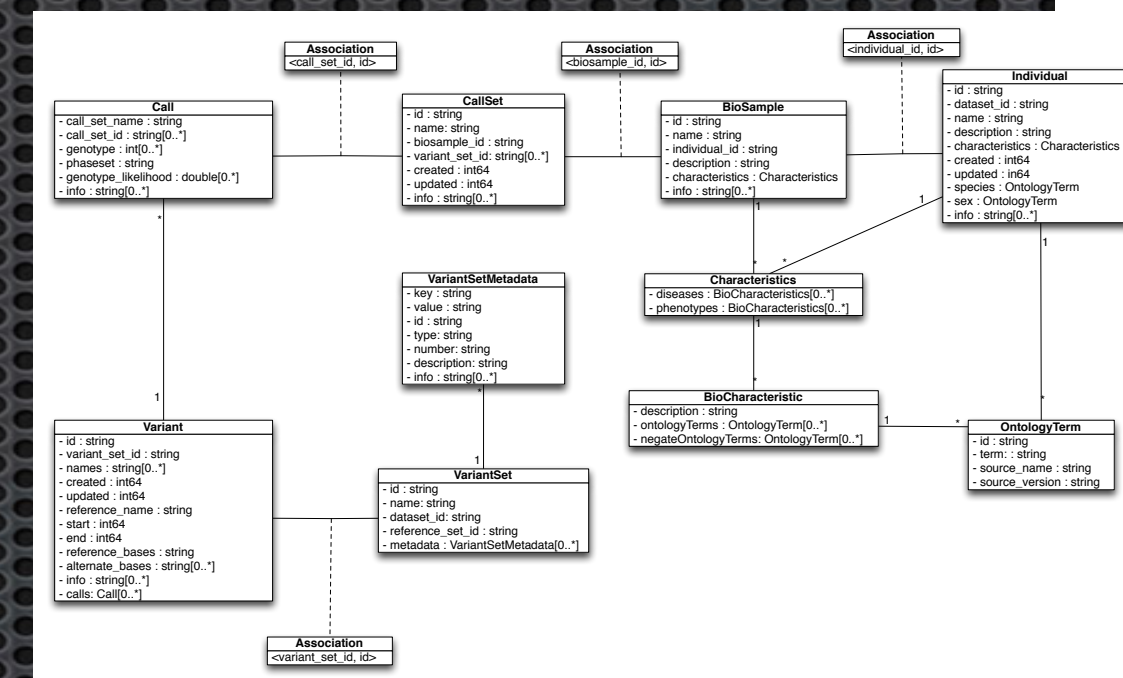 Association
<call_set_id, id>
Association
<biosample_id, id>
Association
<individual_id, id>
Call
- call_set_name : string
- call_set_id : string[0..*]
- genotype : int[0..*]
- phaseset : string
- genotype_likelihood : double[0.*]
- info : string[0..*]
CallSet
- id : string
- name: string
- biosample_id : string
- variant_set_id: string[0..*]
- created : int64
- updated : int64
- info : string[0..*]
BioSample
- id : string
- name : string
- individual_id : string
- description : string
- characteristics : Characteristics
- info : string[0..*]
Individual
- id : string
- dataset_id : string
- name : string
- description : string
- characteristics : Characteristics
- created : int64
- updated : in64
- species : OntologyTerm
- sex : OntologyTerm
- info : string[0..*]
*
1
1
1
*
*
VariantSetMetadata
- key : string
- value : string
- id : string
- type: string
- number: string
- description: string
- info : string[0..*]
Characteristics
- diseases : BioCharacteristics[0..*]
- phenotypes : BioCharacteristics[0..*]
1
*
*
1
*
BioCharacteristic
- description : string
- ontologyTerms : OntologyTerm[0..*]
- negateOntologyTerms: OntologyTerm[0..*]
1
*
Variant
- id : string
- variant_set_id : string
- names : string[0..*]
- created : int64
- updated : int64
- reference_name : string
- start : int64
- end : int64
- reference_bases : string
- alternate_bases : string[0..*]
- info : string[0..*]
- calls: Call[0..*]
1
VariantSet
- id : string
- name: string
- dataset_id: string
- reference_set_id : string
- metadata : VariantSetMetadata[0..*]
OntologyTerm
- id : string
- term: : string
- source_name : string
- source_version : string
Association
<variant_set_id, id>